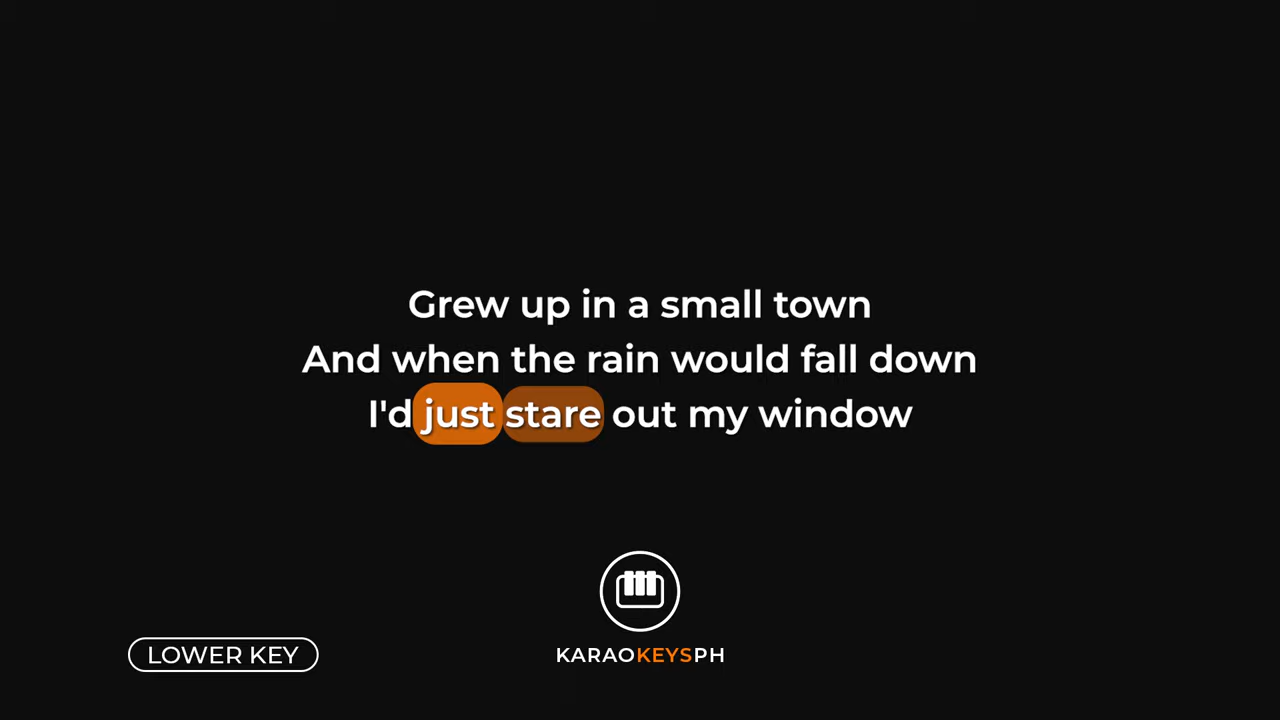 Grew up in a small town
And when the rain would fall down
I'd just stare out my window
LOWER KEY
KARAOKEYSPH